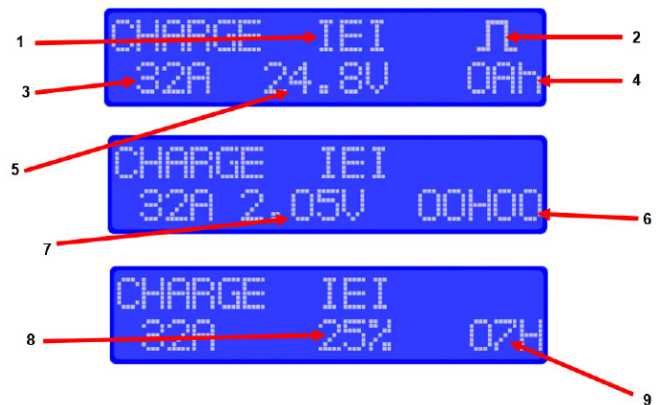 1 CHARGE IEI 2
3 32A 24.8V 0Ah 4
5
CHARGE IEI
32A 2.05V 00H00 6
7
CHARGE IEI
8 32A 25% 07H
9